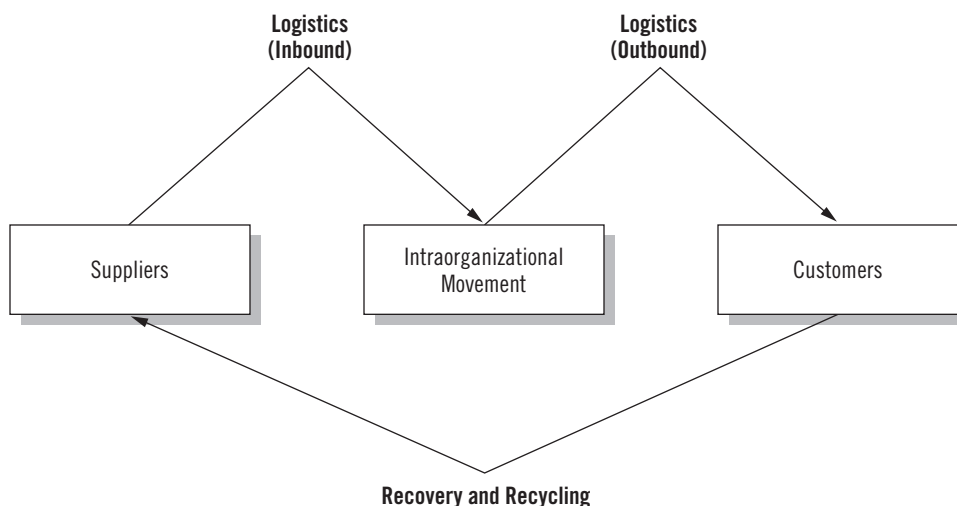 Logistics
(Inbound)
Logistics
(Outbound)
Suppliers
Intraorganizational
Movement
Customers
Recovery and Recycling